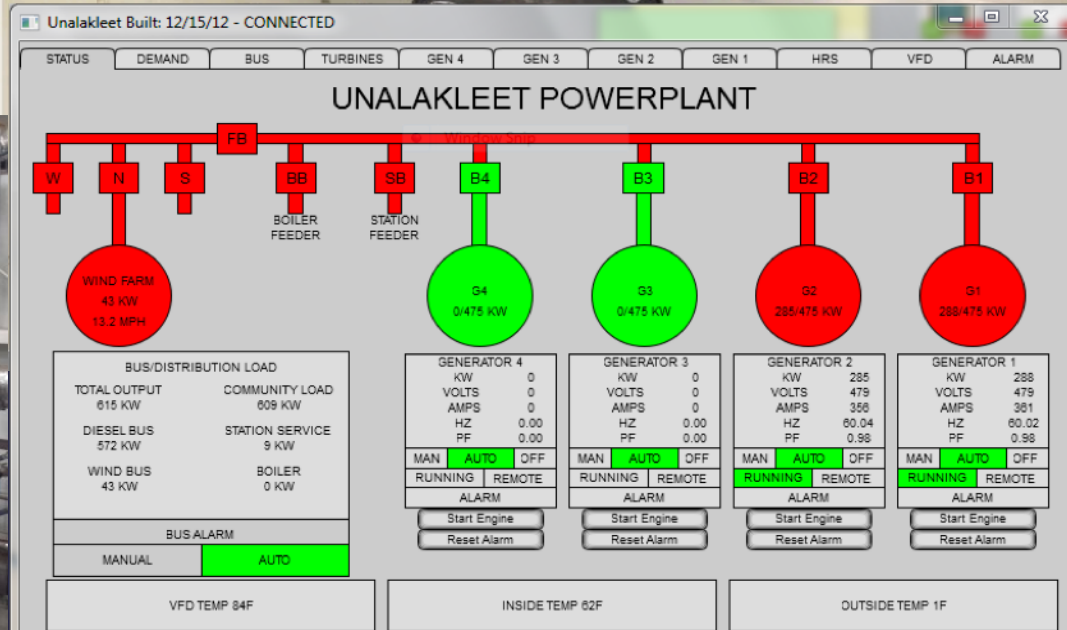 Unalakleet Built: 12/15/12 - CONNECTED
STATUS DEMAND BUS TURBINES GEN 4 GEN 3 GEN 2 GEN 1 HRS VFD ALARM
UNALAKLEET POWERPLANT
Window Snip
FB
W N S BB SB B4 B3 B2 B1
BOILER FEEDER
STATION FEEDER
WIND FARM
43 KW
13.2 MPH
G4
0/475 KW
G3
0/475 KW
G2
285/475 KW
G1
288/475 KW
BUS/DISTRIBUTION LOAD
TOTAL OUTPUT COMMUNITY LOAD
615 KW 609 KW
DIESEL BUS STATION SERVICE
572 KW 9 KW
WIND BUS BOILER
43 KW 0 KW
BUS ALARM
MANUAL AUTO
GENERATOR 4
KW 0
VOLTS 0
AMPS 0
HZ 0.00
PF 0.00
MAN AUTO OFF
RUNNING REMOTE
ALARM
Start Engine
Reset Alarm
GENERATOR 3
KW 0
VOLTS 0
AMPS 0
HZ 0.00
PF 0.00
MAN AUTO OFF
RUNNING REMOTE
ALARM
Start Engine
Reset Alarm
GENERATOR 2
KW 285
VOLTS 479
AMPS 356
HZ 60.04
PF 0.98
MAN AUTO OFF
RUNNING REMOTE
ALARM
Start Engine
Reset Alarm
GENERATOR 1
KW 288
VOLTS 479
AMPS 361
HZ 60.02
PF 0.98
MAN AUTO OFF
RUNNING REMOTE
ALARM
Start Engine
Reset Alarm
VFD TEMP 84F INSIDE TEMP 62F OUTSIDE TEMP 1F